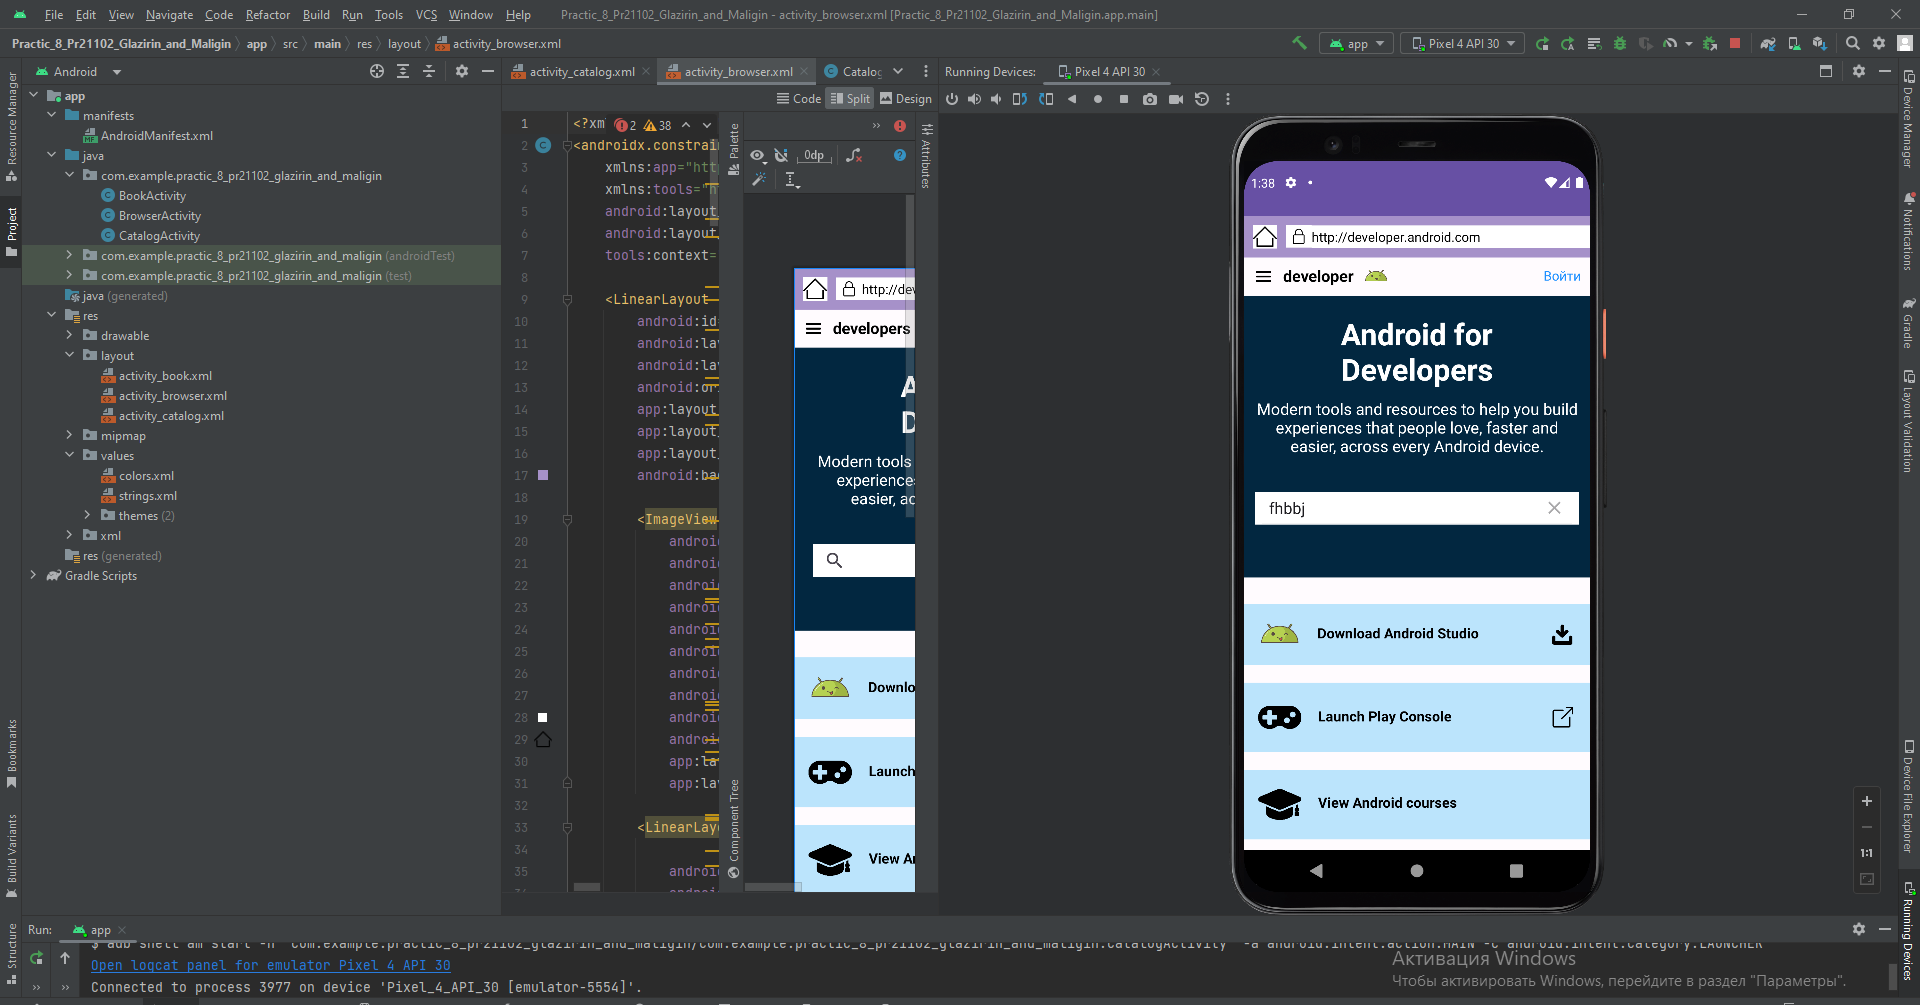 File Edit View Navigate Code Refactor Build Run Tools VCS Window Help Practic_8_Pr21102_Glazirin_and_Maligin - activity_browser.xml [Practic_8_Pr21102_Glazirin_and_Maligin.app.main]
Practic_8_Pr21102_Glazirin_and_Maligin app src main res layout activity_browser.xml app Pixel 4 API 30
Android
activity_catalog.xml activity_browser.xml Catalog
Running Devices: Pixel 4 API 30
Code Split Design
Resource Manager
Project
Bookmarks
Build Variants
Structure
app
manifests
AndroidManifest.xml
java
com.example.practic_8_pr21102_glazirin_and_maligin
BookActivity
BrowserActivity
CatalogActivity
com.example.practic_8_pr21102_glazirin_and_maligin (androidTest)
com.example.practic_8_pr21102_glazirin_and_maligin (test)
java (generated)
res
drawable
layout
activity_book.xml
activity_browser.xml
activity_catalog.xml
mipmap
values
colors.xml
strings.xml
themes (2)
xml
res (generated)
Gradle Scripts
2 38
1 <?xm
2 <androidx.constrai
3 xmlns:app="htt
4 xmlns:tools="h
5 android:layout_
6 android:layout_
7 tools:context=
8
9 <LinearLayout
10 android:id
11 android:la
12 android:la
13 android:or
14 app:layout
15 app:layout_
16 app:layout
17 android:ba
18
19 <ImageView
20 androi
21 androi
22 androi
23 androi
24 androi
25 androi
26 androi
27 androi
28 androi
29 androi
30 app:la
31 app:la
32
33 <LinearLay
34
35 androi
Palette
Component Tree
0dp
Attributes
http://dev
developers
A
D
Modern tools
experience
easier, ac
Downlo
Launch
View A
1:38
http://developer.android.com
developer Войти
Android for
Developers
Modern tools and resources to help you build
experiences that people love, faster and
easier, across every Android device.
fhbbj
Download Android Studio
Launch Play Console
View Android courses
1:1
Device Manager
Notifications
Gradle
Layout Validation
Device File Explorer
Running Devices
Run: app
$ adb shell am start -n "com.example.practic_8_pr21102_glazirin_and_maligin/com.example.practic_8_pr21102_glazirin_and_maligin.CatalogActivity" -a android.intent.action.MAIN -c android.intent.category.LAUNCHER
Open logcat panel for emulator Pixel 4 API 30
Connected to process 3977 on device 'Pixel_4_API_30 [emulator-5554]'.
Активация Windows
Чтобы активировать Windows, перейдите в раздел "Параметры".